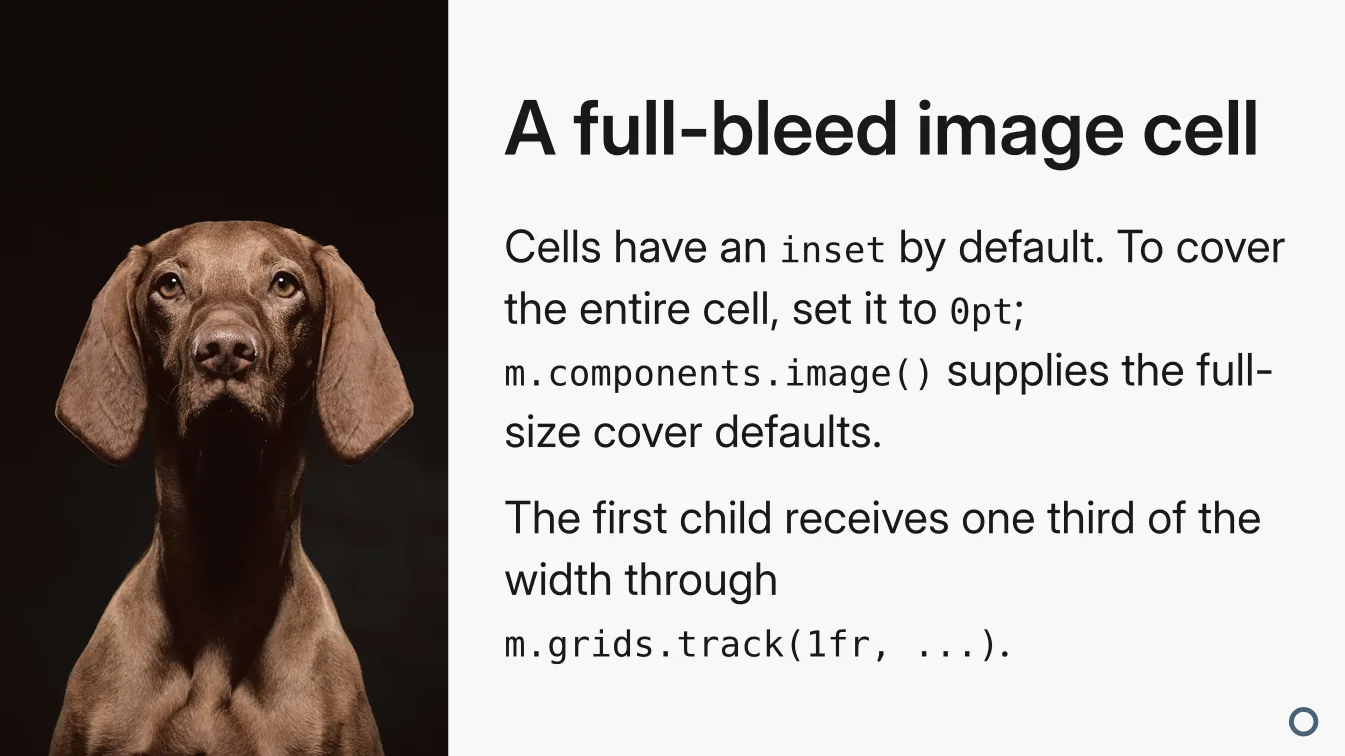 A full-bleed image cell
Cells have an inset by default. To cover
the entire cell, set it to 0pt;
m.components.image() supplies the full-
size cover defaults.
The first child receives one third of the
width through
m.grids.track(1fr, ...).